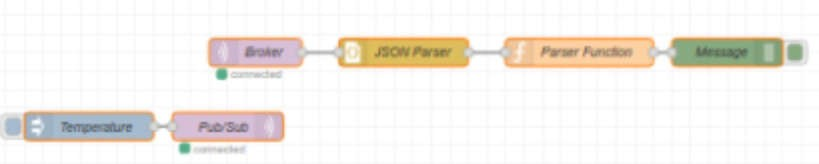 Broker
JSON Parser
Parser Function
Message
connected
Temperature
Pub/Sub
connected